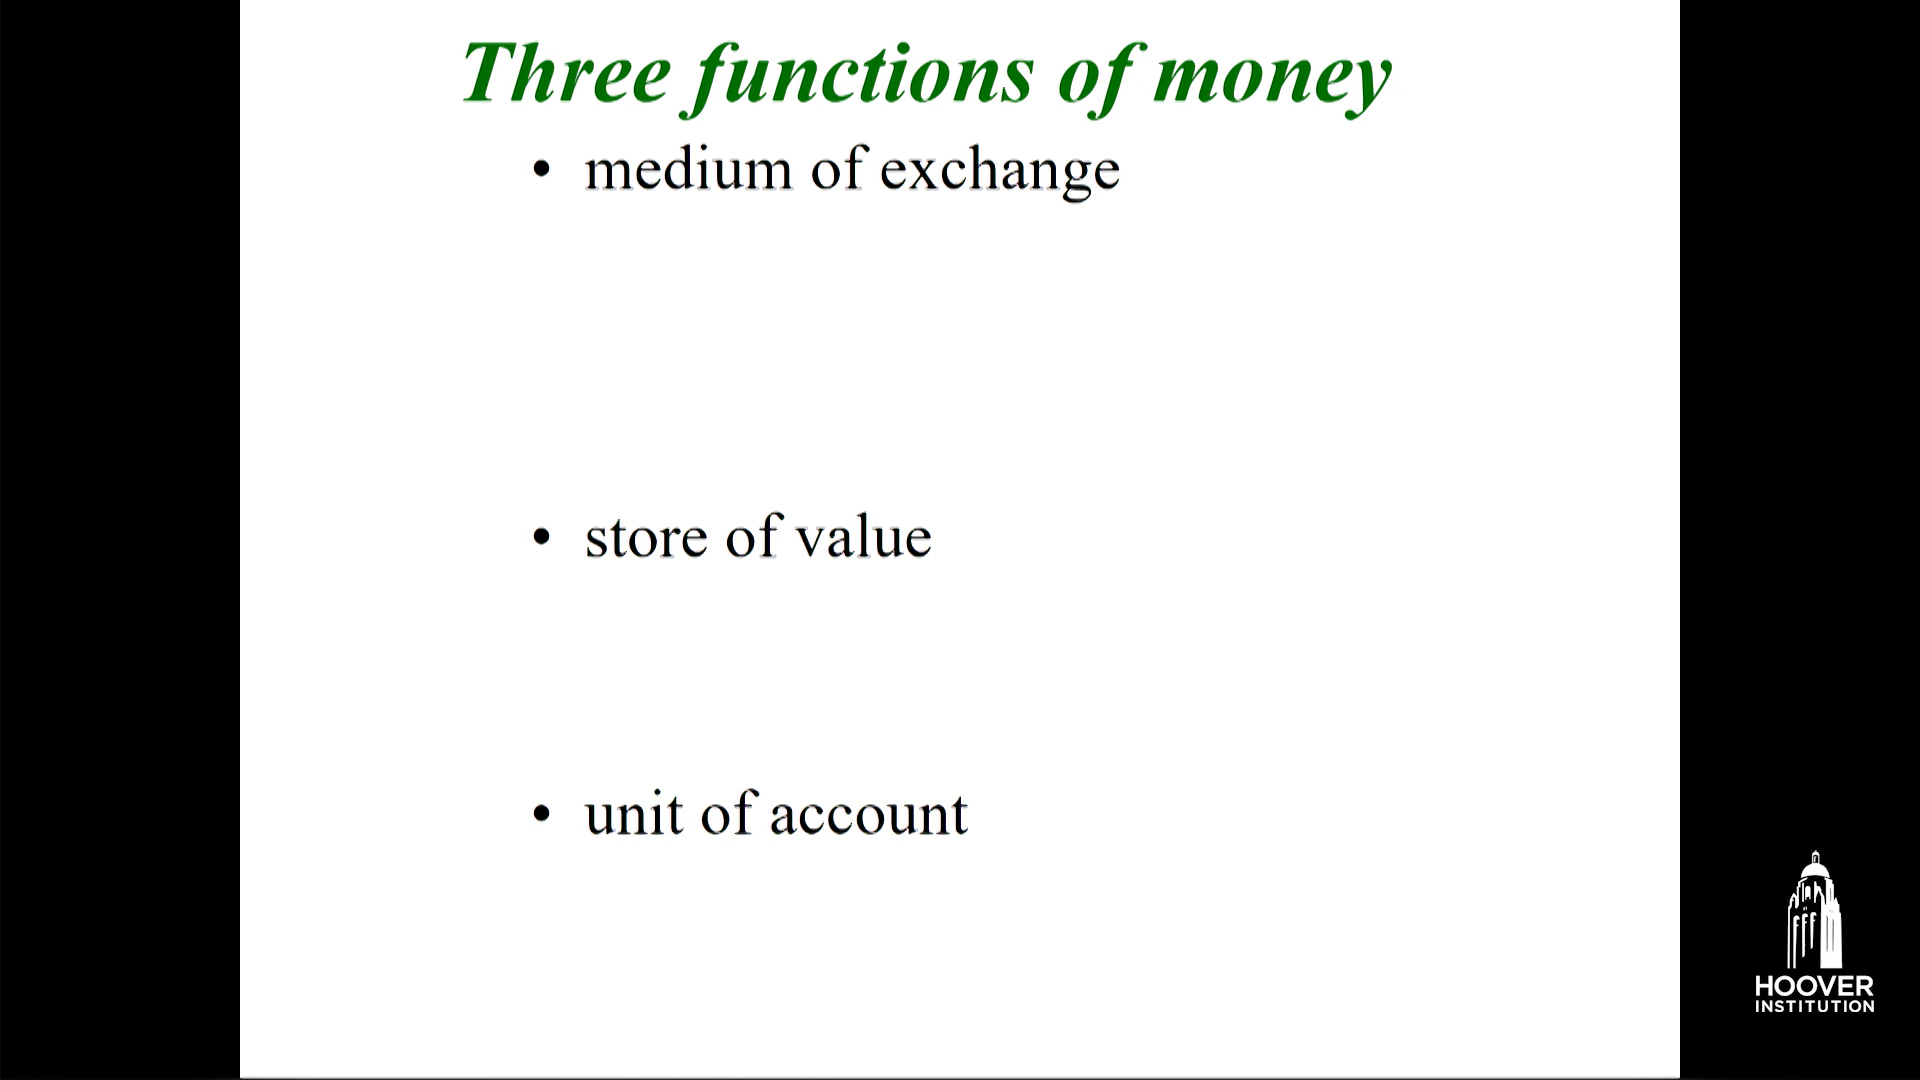 Three functions of money
• medium of exchange
• store of value
• unit of account
HOOVER
INSTITUTION